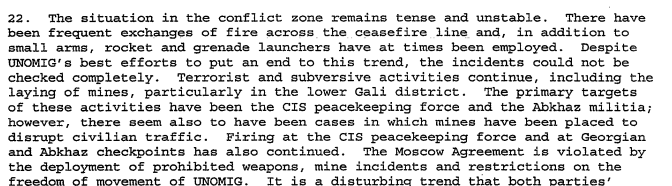 22.  The situation in the conflict zone remains tense and unstable.  There have
been frequent exchanges of fire across the ceasefire line and, in addition to
small arms, rocket and grenade launchers have at times been employed.  Despite
UNOMIG's best efforts to put an end to this trend, the incidents could not be
checked completely.  Terrorist and subversive activities continue, including the
laying of mines, particularly in the lower Gali district.  The primary targets
of these activities have been the CIS peacekeeping force and the Abkhaz militia;
however, there seem also to have been cases in which mines have been placed to
disrupt civilian traffic.  Firing at the CIS peacekeeping force and at Georgian
and Abkhaz checkpoints has also continued.  The Moscow Agreement is violated by
the deployment of prohibited weapons, mine incidents and restrictions on the
freedom of movement of UNOMIG.  It is a disturbing trend that both parties'